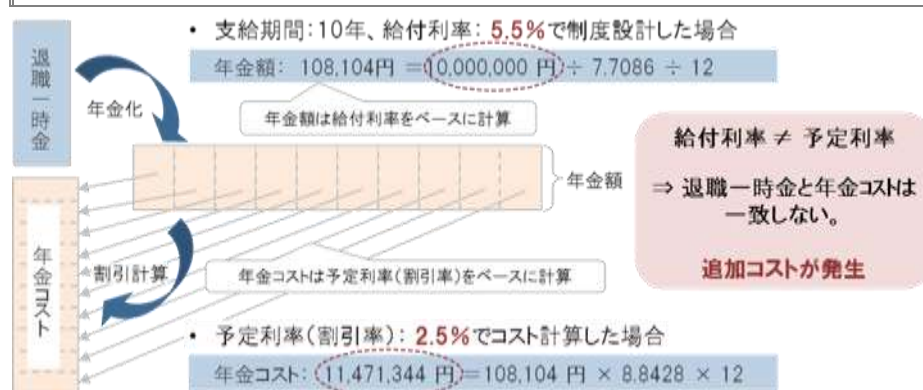 • 支給期間：10年、給付利率：5.5%で制度設計した場合
年金額： 108,104円 ＝10,000,000 円÷ 7.7086 ÷ 12
退職一時金
年金化
年金額は給付利率をベースに計算
年金額
給付利率 ≠ 予定利率
⇒ 退職一時金と年金コストは
一致しない。
追加コストが発生
年金コスト
割引計算
年金コストは予定利率(割引率)をベースに計算
• 予定利率(割引率)：2.5%でコスト計算した場合
年金コスト： 11,471,344 円＝108,104 円 × 8.8428 × 12